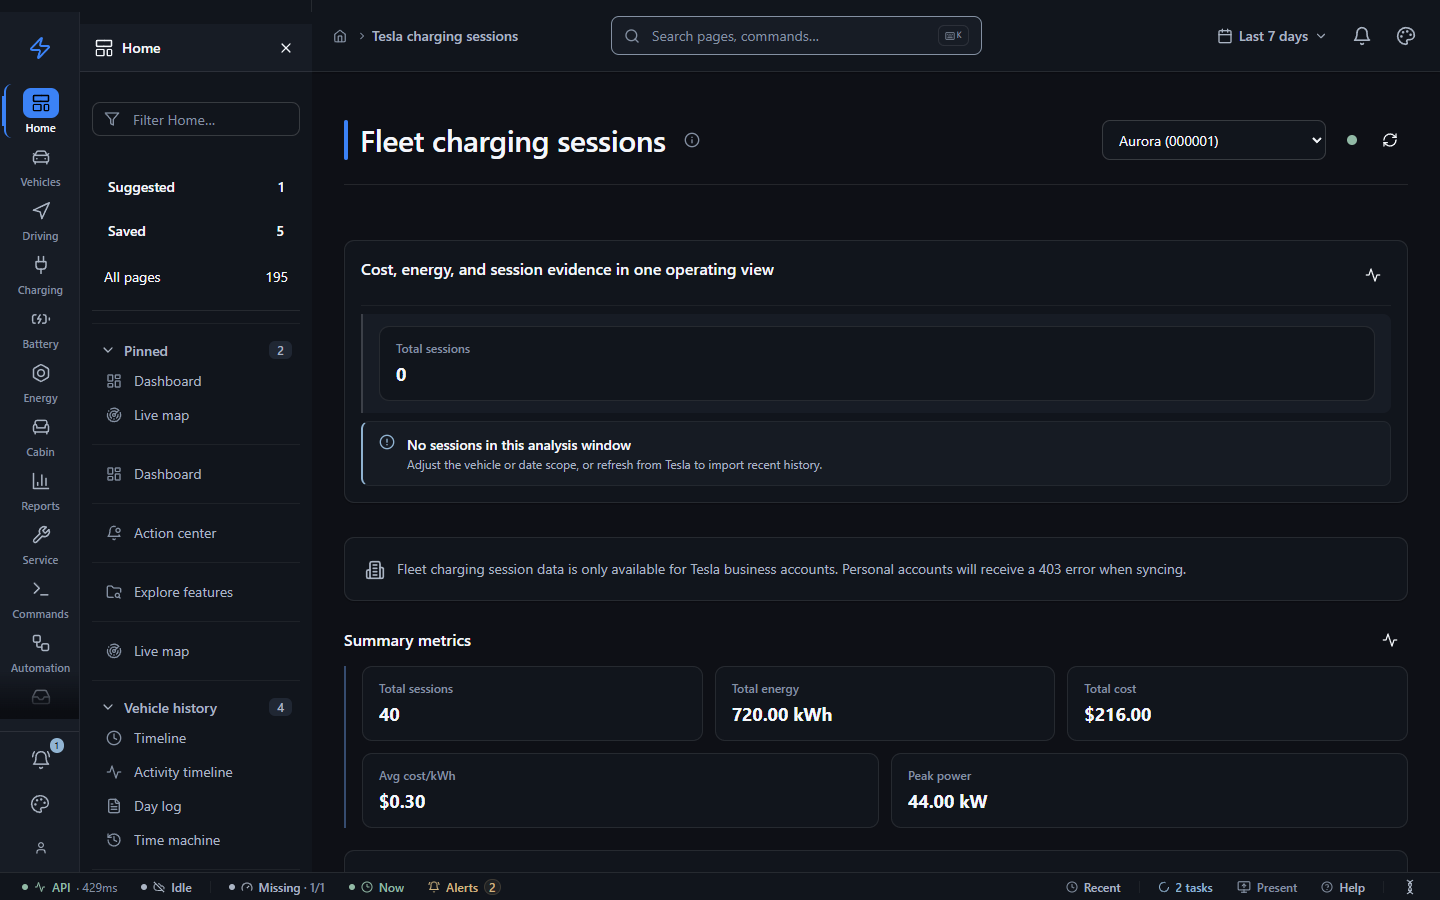 Home
Tesla charging sessions
Search pages, commands...
K
Last 7 days
Home
Vehicles
Driving
Charging
Battery
Energy
Cabin
Reports
Service
Commands
Automation
1
Filter Home...
Suggested 1
Saved 5
All pages 195
Pinned 2
Dashboard
Live map
Dashboard
Action center
Explore features
Live map
Vehicle history 4
Timeline
Activity timeline
Day log
Time machine
Fleet charging sessions
Aurora (000001)
Cost, energy, and session evidence in one operating view
Total sessions
0
No sessions in this analysis window
Adjust the vehicle or date scope, or refresh from Tesla to import recent history.
Fleet charging session data is only available for Tesla business accounts. Personal accounts will receive a 403 error when syncing.
Summary metrics
Total sessions
40
Total energy
720.00 kWh
Total cost
$216.00
Avg cost/kWh
$0.30
Peak power
44.00 kW
API · 429ms
Idle
Missing · 1/1
Now
Alerts 2
Recent
2 tasks
Present
Help